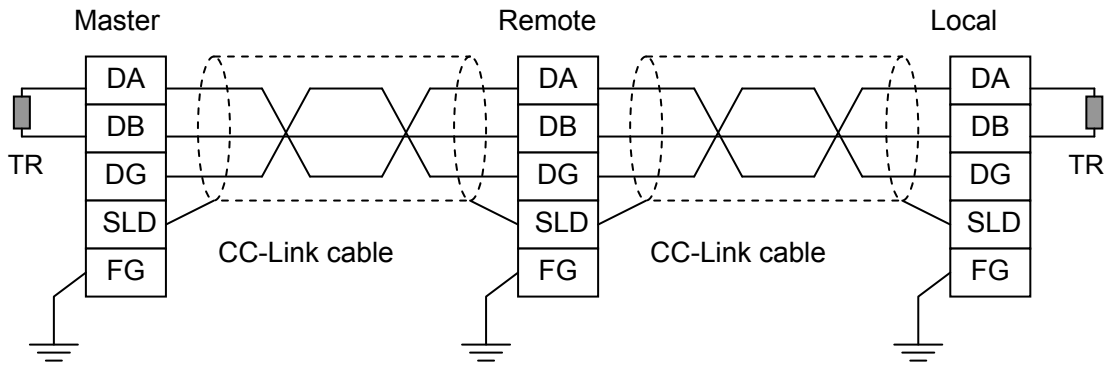 Master Remote Local
DA DA DA
DB DB DB
TR DG DG DG TR
SLD SLD SLD
CC-Link cable CC-Link cable
FG FG FG